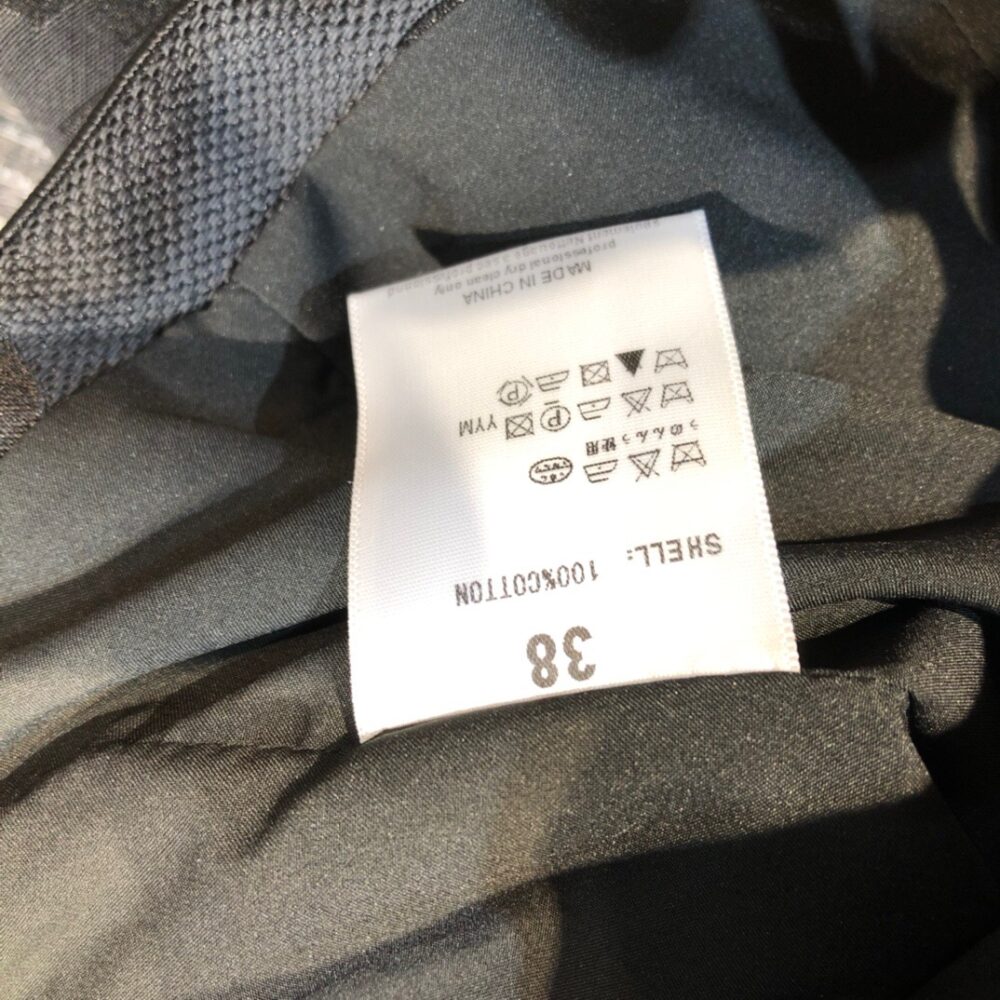 38
SHELL: 100%COTTON
YYM
MADE IN CHINA
professional dry clean only